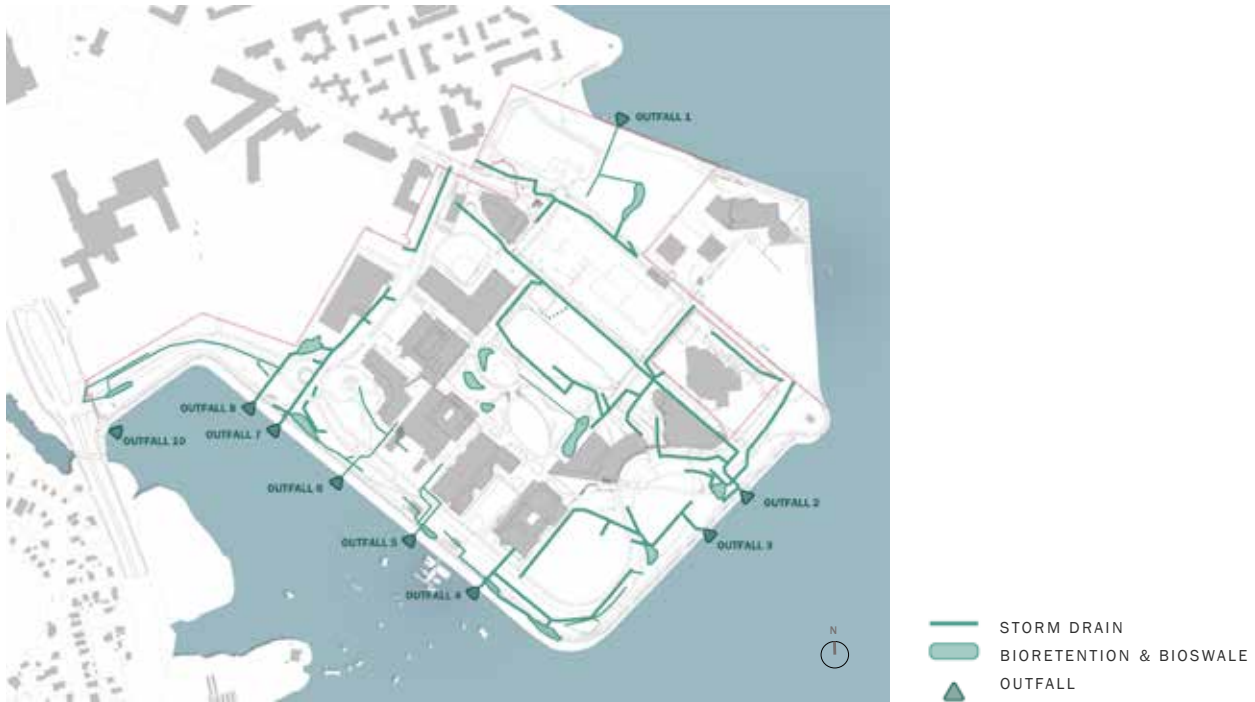 OUTFALL 1
OUTFALL 8
OUTFALL 7
OUTFALL 10
OUTFALL 6
OUTFALL 2
OUTFALL 3
OUTFALL 5
OUTFALL 4
N
STORM DRAIN
BIORETENTION & BIOSWALE
OUTFALL